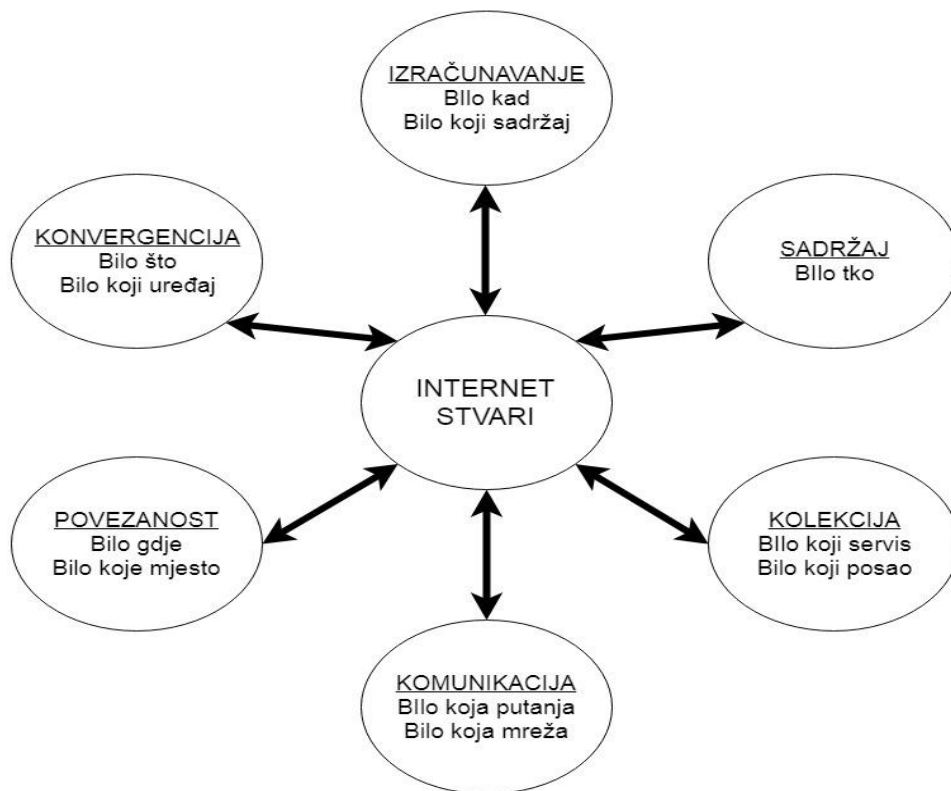 IZRAČUNAVANJE
BIlo kad
Bilo koji sadržaj
KONVERGENCIJA
Bilo što
Bilo koji uređaj
SADRŽAJ
BIlo tko
INTERNET
STVARI
POVEZANOST
Bilo gdje
Bilo koje mjesto
KOLEKCIJA
BIlo koji servis
Bilo koji posao
KOMUNIKACIJA
BIlo koja putanja
Bilo koja mreža